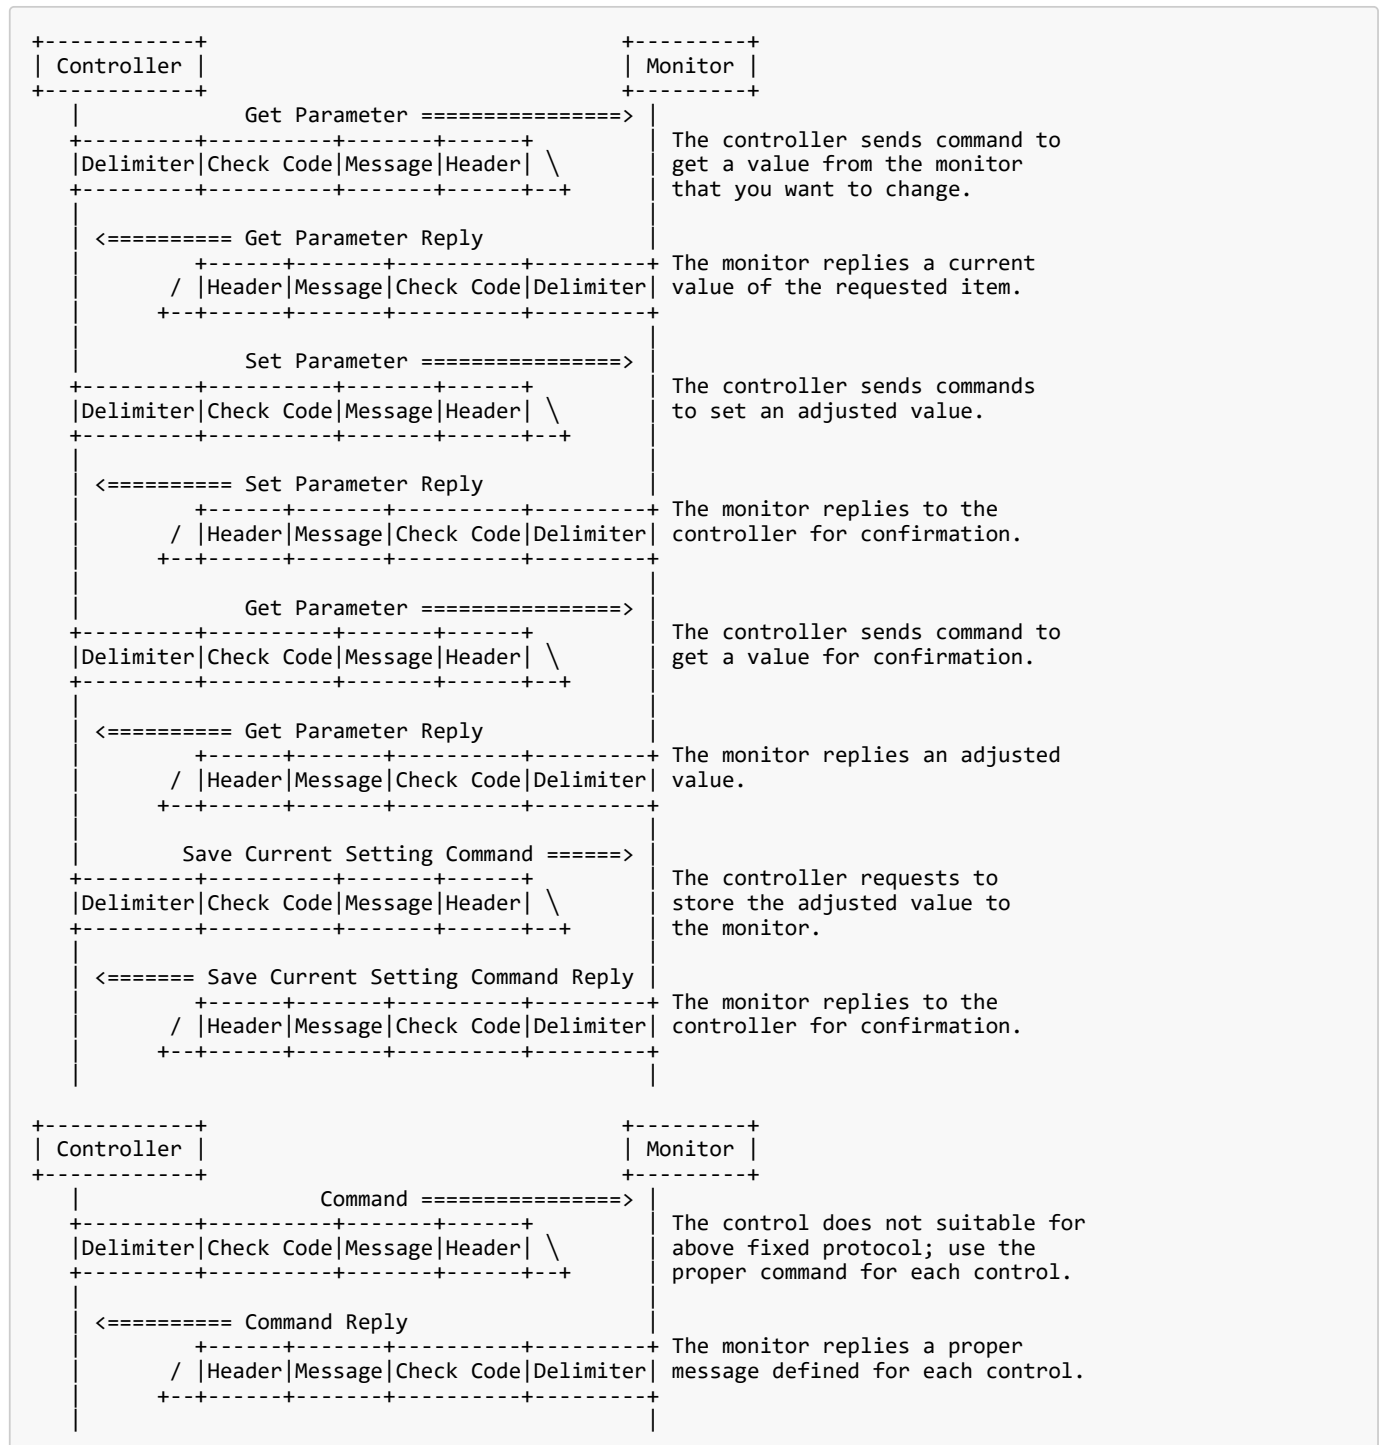 +------------+                                 +---------+
| Controller |                                 | Monitor |
+------------+                                 +---------+
   |             Get Parameter ================> |
   +---------+----------+-------+------+         | The controller sends command to
   |Delimiter|Check Code|Message|Header| \       | get a value from the monitor
   +---------+----------+-------+------+--+      | that you want to change.
   |                                             |
   | <========== Get Parameter Reply             |
   |         +------+-------+----------+---------+ The monitor replies a current
   |       / |Header|Message|Check Code|Delimiter| value of the requested item.
   |      +--+------+-------+----------+---------+
   |                                             |
   |             Set Parameter ================> |
   +---------+----------+-------+------+         | The controller sends commands
   |Delimiter|Check Code|Message|Header| \       | to set an adjusted value.
   +---------+----------+-------+------+--+      |
   |                                             |
   | <========== Set Parameter Reply             |
   |         +------+-------+----------+---------+ The monitor replies to the
   |       / |Header|Message|Check Code|Delimiter| controller for confirmation.
   |      +--+------+-------+----------+---------+
   |                                             |
   |             Get Parameter ================> |
   +---------+----------+-------+------+         | The controller sends command to
   |Delimiter|Check Code|Message|Header| \       | get a value for confirmation.
   +---------+----------+-------+------+--+      |
   |                                             |
   | <========== Get Parameter Reply             |
   |         +------+-------+----------+---------+ The monitor replies an adjusted
   |       / |Header|Message|Check Code|Delimiter| value.
   |      +--+------+-------+----------+---------+
   |                                             |
   |        Save Current Setting Command ======> |
   +---------+----------+-------+------+         | The controller requests to
   |Delimiter|Check Code|Message|Header| \       | store the adjusted value to
   +---------+----------+-------+------+--+      | the monitor.
   |                                             |
   | <======= Save Current Setting Command Reply |
   |         +------+-------+----------+---------+ The monitor replies to the
   |       / |Header|Message|Check Code|Delimiter| controller for confirmation.
   |      +--+------+-------+----------+---------+
   |                                             |

+------------+                                 +---------+
| Controller |                                 | Monitor |
+------------+                                 +---------+
   |                   Command ================> |
   +---------+----------+-------+------+         | The control does not suitable for
   |Delimiter|Check Code|Message|Header| \       | above fixed protocol; use the
   +---------+----------+-------+------+--+      | proper command for each control.
   |                                             |
   | <========== Command Reply                   |
   |         +------+-------+----------+---------+ The monitor replies a proper
   |       / |Header|Message|Check Code|Delimiter| message defined for each control.
   |      +--+------+-------+----------+---------+
   |                                             |